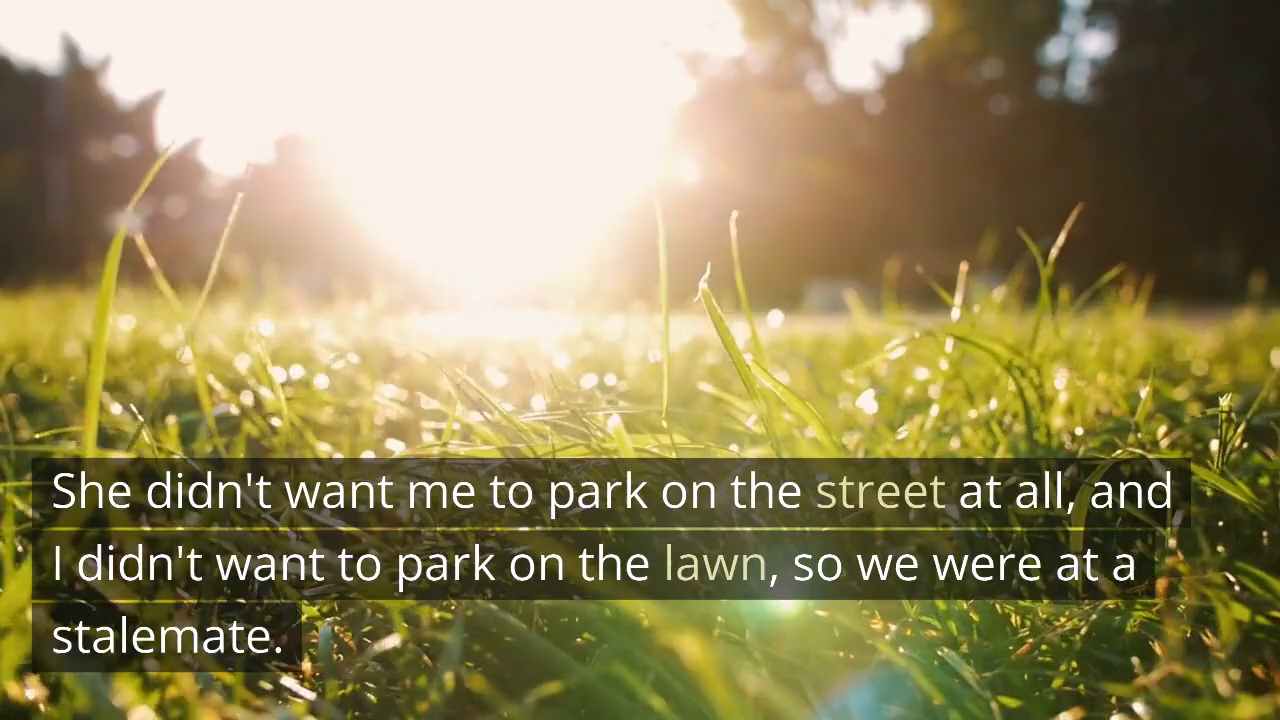 She didn't want me to park on the street at all, and
I didn't want to park on the lawn, so we were at a
stalemate.